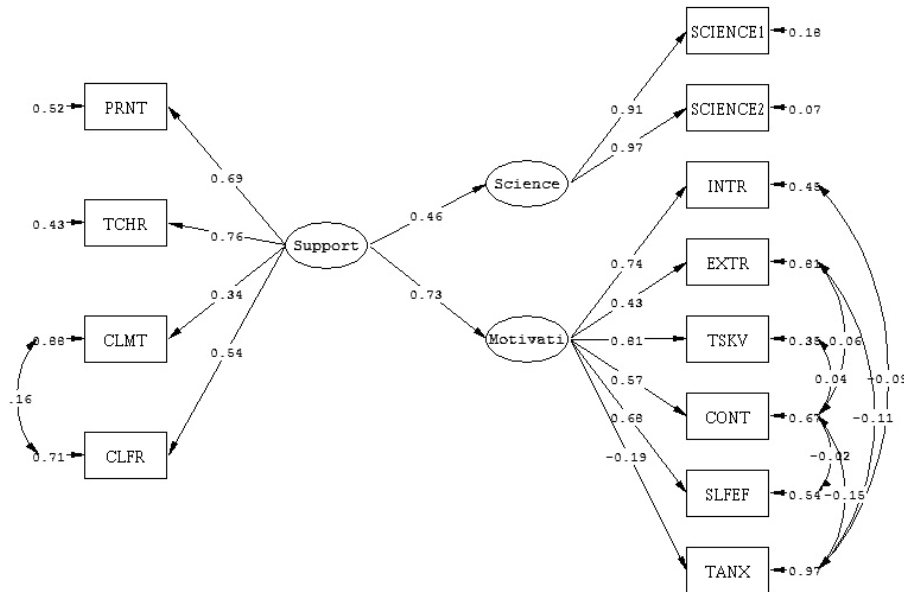 SCIENCE1
0.18
PRNT
0.52
SCIENCE2
0.07
0.91
0.97
0.69
Science
INTR
0.45
TCHR
0.43
0.76
0.46
Support
EXTR
0.81
0.74
0.34
0.73
0.43
CLMT
0.88
Motivati
0.81
TSKV
0.35
0.06
0.54
0.57
0.04
-0.09
.16
0.68
CONT
0.67
-0.11
CLFR
0.71
-0.19
-0.02
SLFEF
0.54
-0.15
TANX
0.97